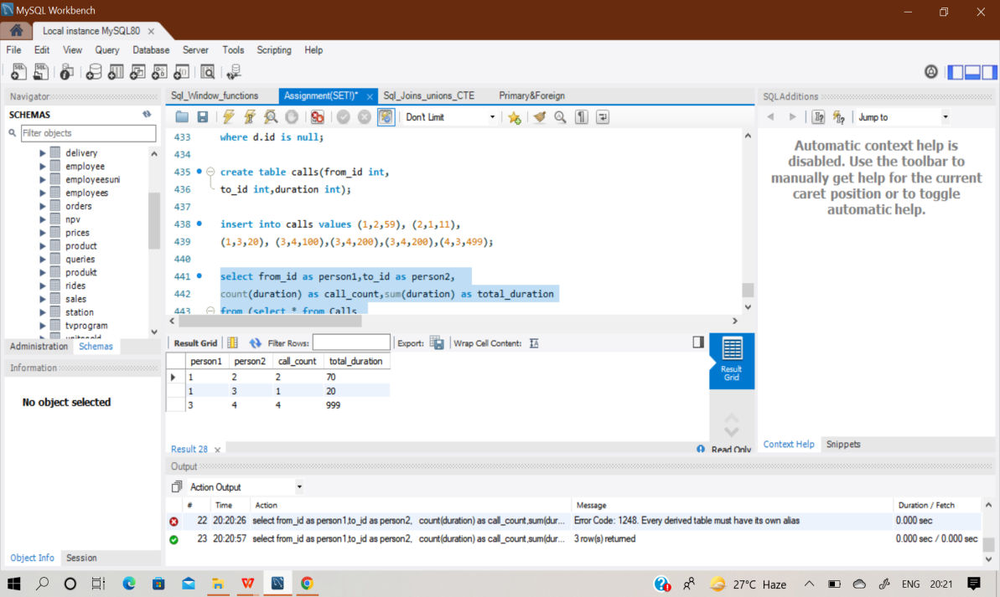 MySQL Workbench
Local instance MySQL80
File Edit View Query Database Server Tools Scripting Help
Navigator
SCHEMAS
Filter objects
delivery
employee
employeesuni
employees
orders
npv
prices
product
queries
produkt
rides
sales
station
tvprogram
Administration Schemas
Information
No object selected
Object Info Session
Sql_Window_functions Assignment(SET!)* Sql_Joins_unions_CTE Primary&Foreign
Don't Limit
433 where d.id is null;
434
435 create table calls(from_id int,
436 to_id int,duration int);
437
438 insert into calls values (1,2,59), (2,1,11),
439 (1,3,20), (3,4,100),(3,4,200),(3,4,200),(4,3,499);
440
441 select from_id as person1,to_id as person2,
442 count(duration) as call_count,sum(duration) as total_duration
443 from (select * from Calls
Result Grid Filter Rows: Export: Wrap Cell Content:
person1 person2 call_count total_duration
1 2 2 70
1 3 1 20
3 4 4 999
Result Grid
Result 28
Read Only
SQLAdditions
Jump to
Automatic context help is
disabled. Use the toolbar to
manually get help for the current
caret position or to toggle
automatic help.
Context Help Snippets
Output
Action Output
# Time Action Message Duration / Fetch
22 20:20:26 select from_id as person1,to_id as person2, count(duration) as call_count,sum(dur... Error Code: 1248. Every derived table must have its own alias 0.000 sec
23 20:20:57 select from_id as person1,to_id as person2, count(duration) as call_count,sum(dur... 3 row(s) returned 0.000 sec / 0.000 sec
27°C Haze ENG 20:21